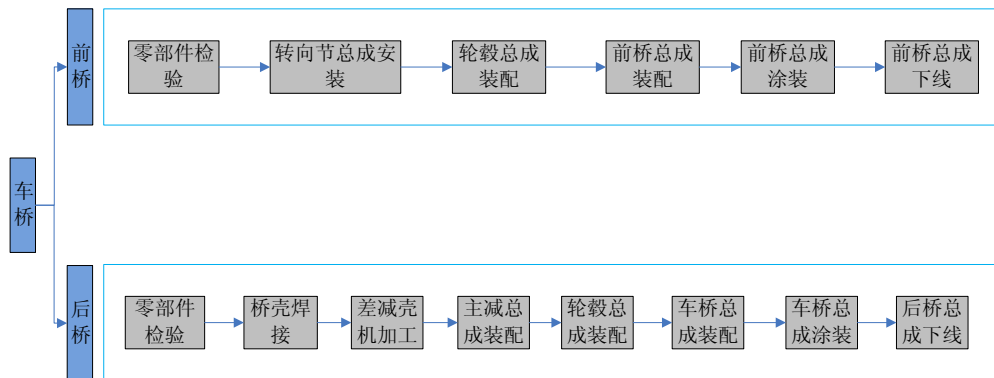 车桥
前桥
零部件检验
转向节总成安装
轮毂总成装配
前桥总成装配
前桥总成涂装
前桥总成下线
后桥
零部件检验
桥壳焊接
差减壳机加工
主减总成装配
轮毂总成装配
车桥总成装配
车桥总成涂装
后桥总成下线